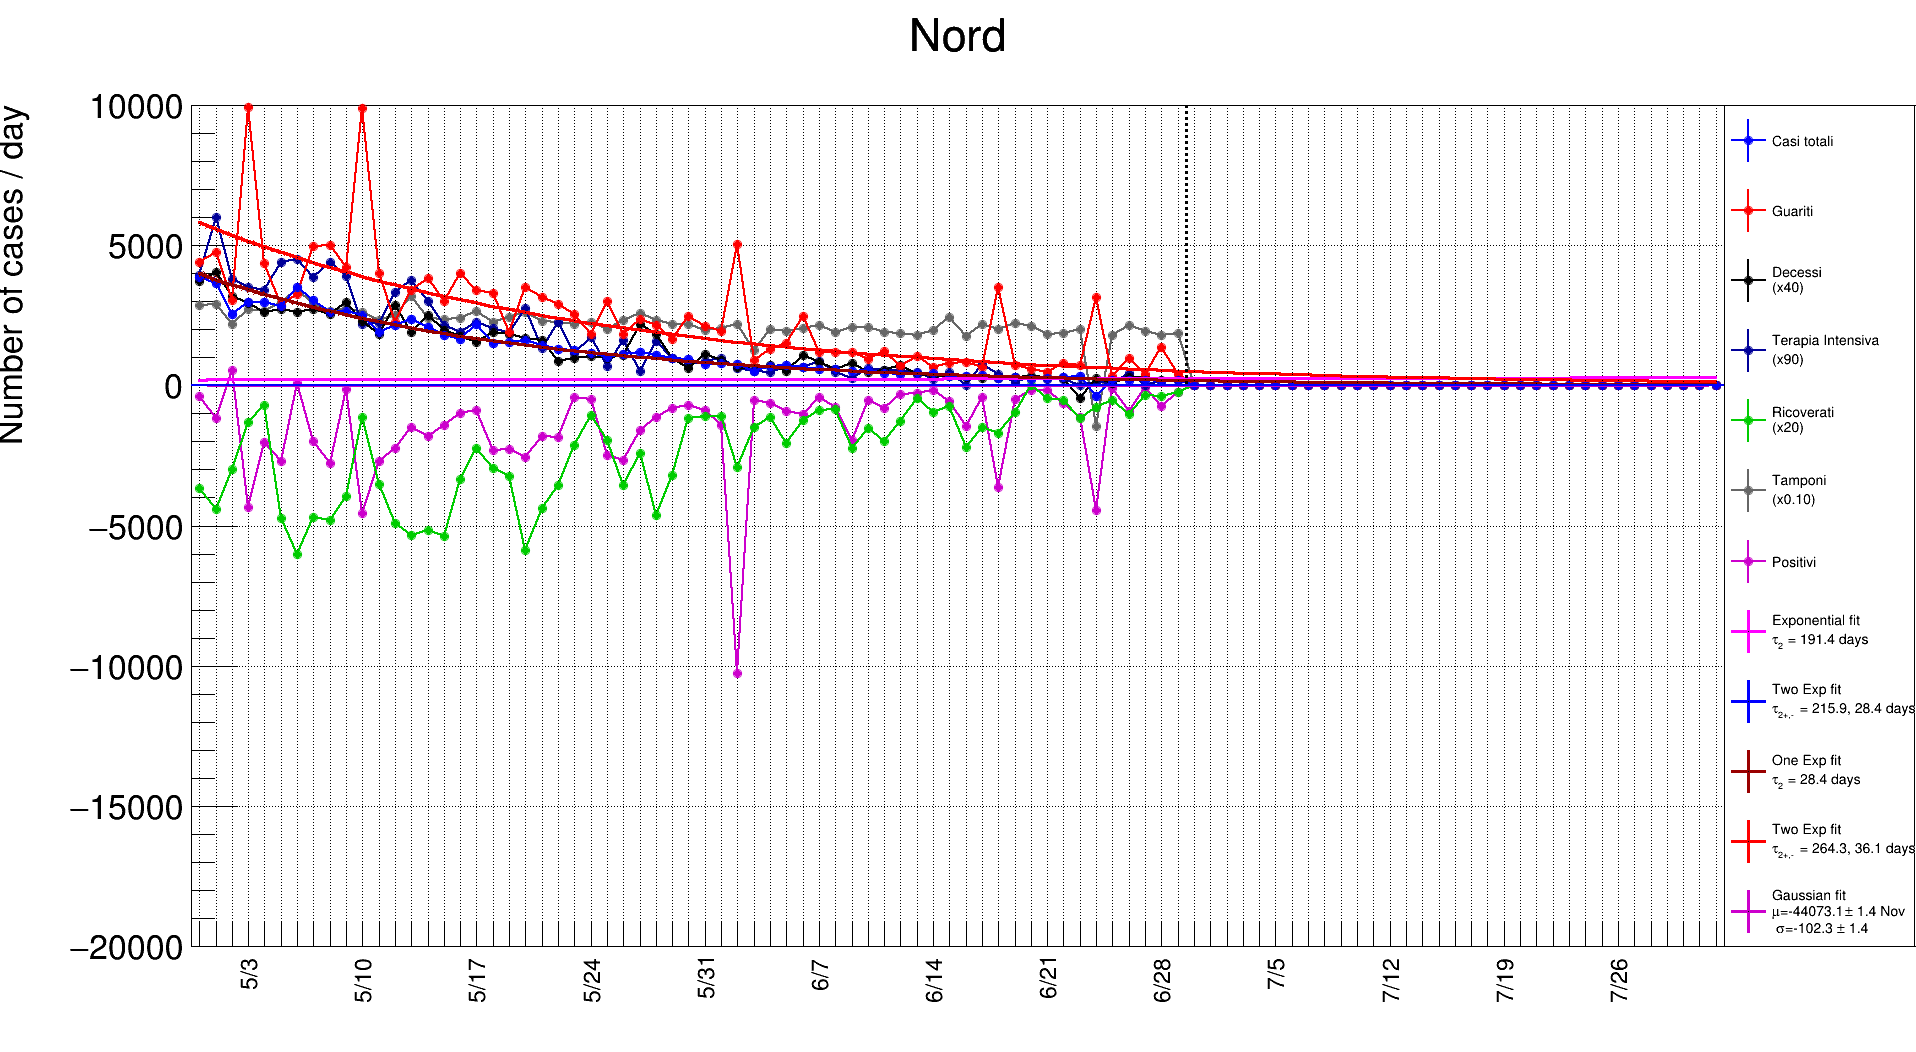 Nord
Number of cases / day
10000
5000
0
−5000
−10000
−15000
−20000
5/3
5/10
5/17
5/24
5/31
6/7
6/14
6/21
6/28
7/5
7/12
7/19
7/26
Casi totali
Guariti
Decessi
(x40)
Terapia Intensiva
(x90)
Ricoverati
(x20)
Tamponi
(x0.10)
Positivi
Exponential fit
τ2 = 191.4 days
Two Exp fit
τ2+,- = 215.9, 28.4 days
One Exp fit
τ2 = 28.4 days
Two Exp fit
τ2+,- = 264.3, 36.1 days
Gaussian fit
μ=-44073.1± 1.4 Nov
σ=-102.3 ± 1.4